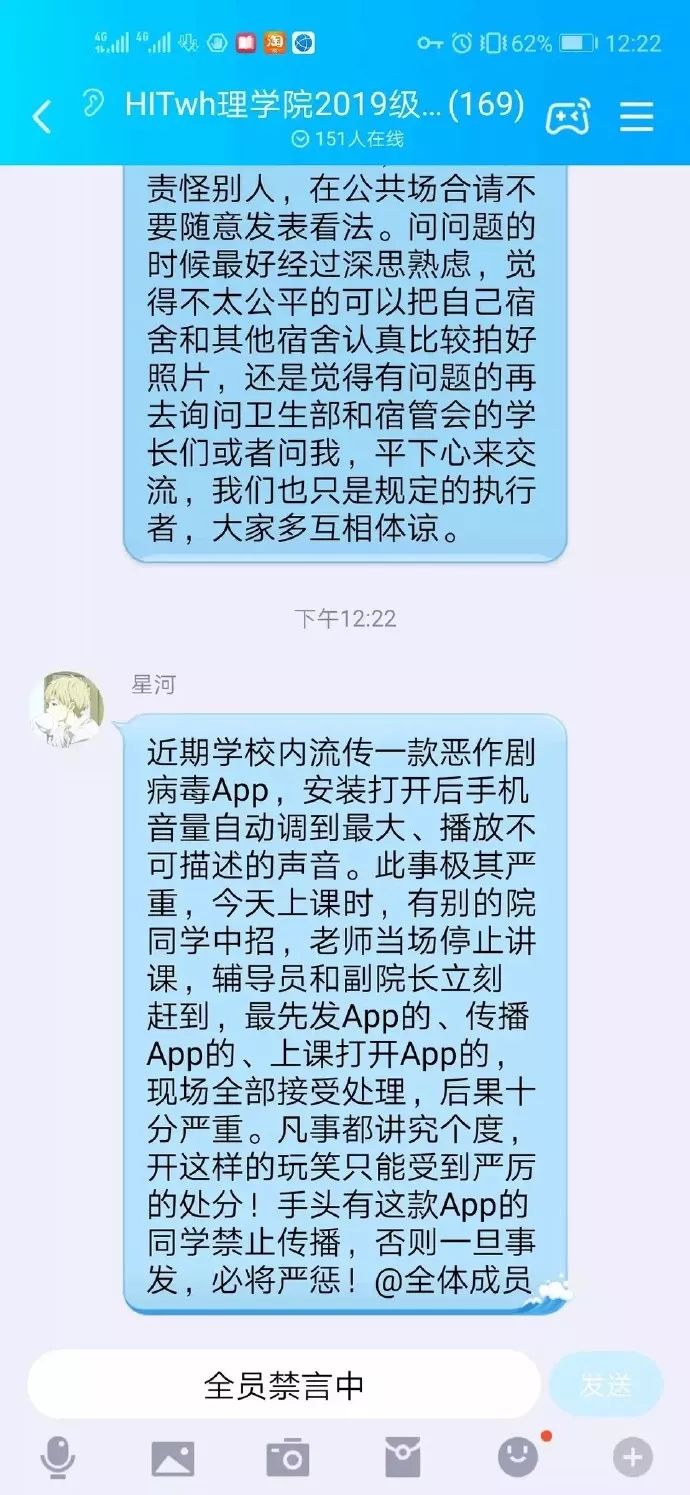 4G 4G 62% 12:22
HITwh理学院2019级...(169)
151人在线
责怪别人，在公共场合请不
要随意发表看法。问问题的
时候最好经过深思熟虑，觉
得不太公平的可以把自己宿
舍和其他宿舍认真比较拍好
照片，还是觉得有问题的再
去询问卫生部和宿管会的学
长们或者问我，平下心来交
流，我们也只是规定的执行
者，大家多互相体谅。
下午12:22
星河
近期学校内流传一款恶作剧
病毒App，安装打开后手机
音量自动调到最大、播放不
可描述的声音。此事极其严
重，今天上课时，有别的院
同学中招，老师当场停止讲
课，辅导员和副院长立刻
赶到，最先发App的、传播
App的、上课打开App的，
现场全部接受处理，后果十
分严重。凡事都讲究个度，
开这样的玩笑只能受到严厉
的处分！手头有这款App的
同学禁止传播，否则一旦事
发，必将严惩！@全体成员
全员禁言中
发送